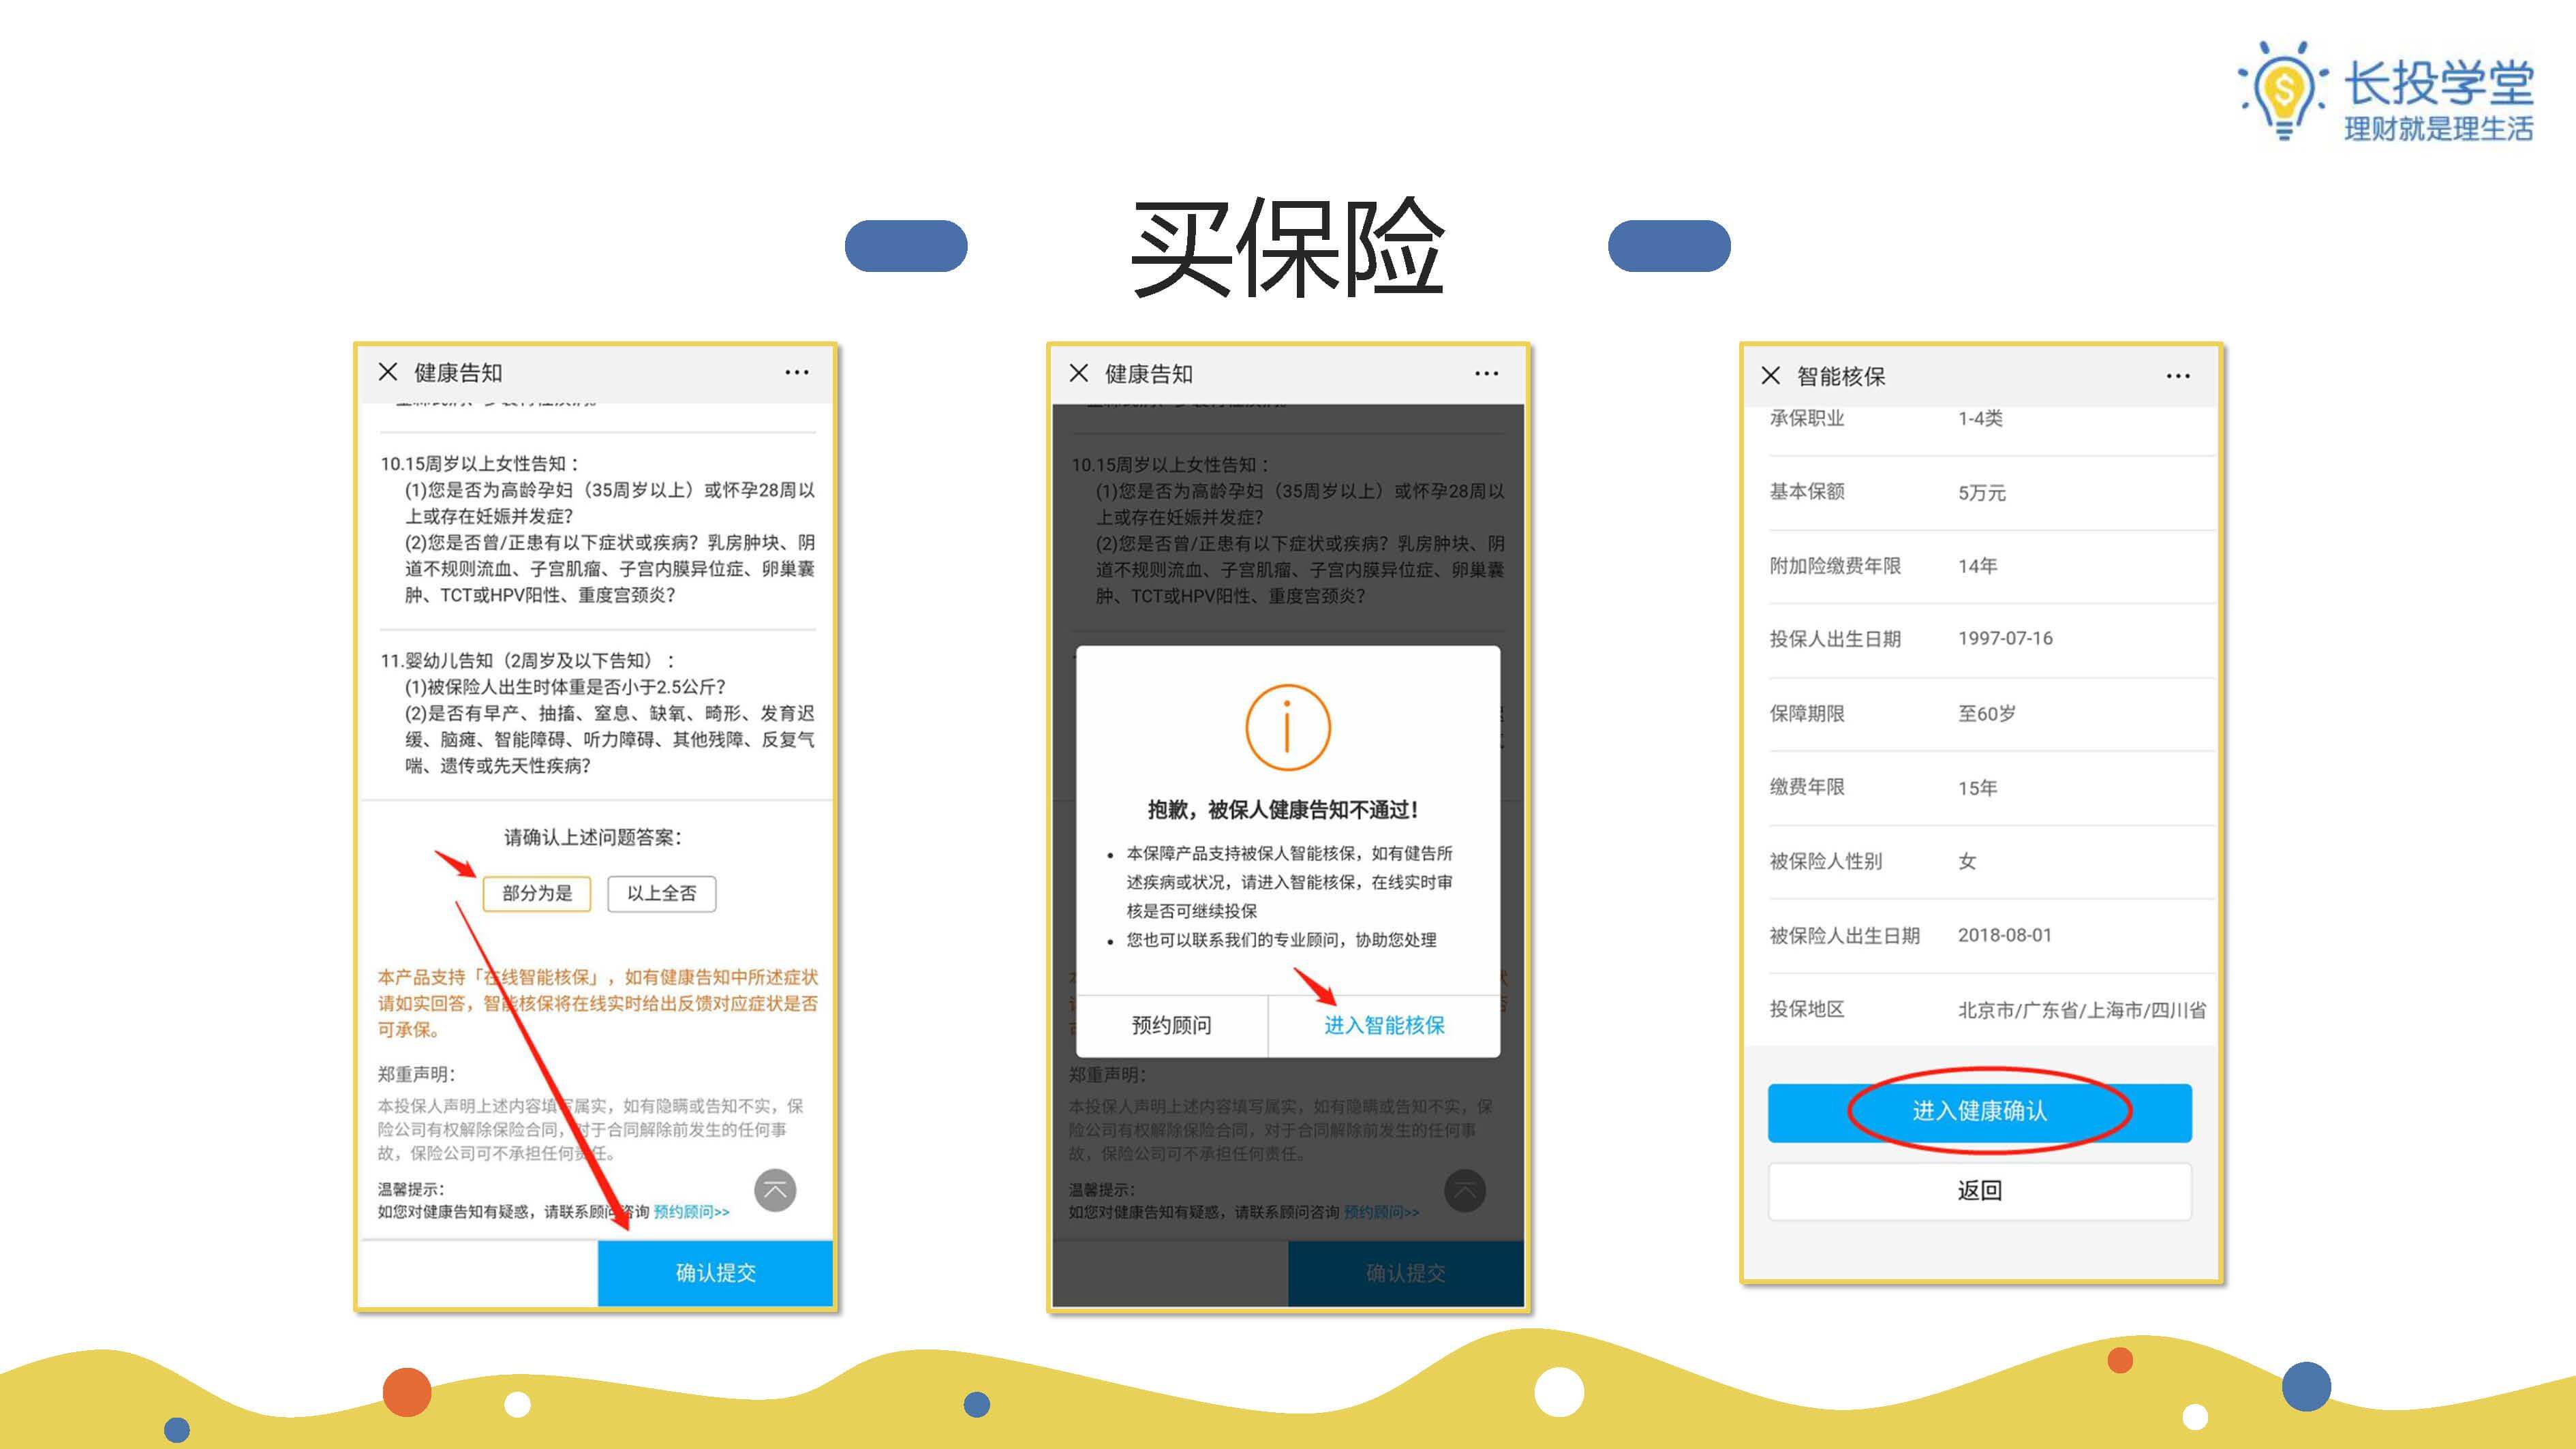 长投学堂
理财就是理生活
买保险
健康告知
10.15周岁以上女性告知：
(1)您是否为高龄孕妇（35周岁以上）或怀孕28周以
上或存在妊娠并发症？
(2)您是否曾/正患有以下症状或疾病？乳房肿块、阴
道不规则流血、子宫肌瘤、子宫内膜异位症、卵巢囊
肿、TCT或HPV阳性、重度宫颈炎？
11.婴幼儿告知（2周岁及以下告知）：
(1)被保险人出生时体重是否小于2.5公斤？
(2)是否有早产、抽搐、窒息、缺氧、畸形、发育迟
缓、脑瘫、智能障碍、听力障碍、其他残障、反复气
喘、遗传或先天性疾病？
请确认上述问题答案：
部分为是 以上全否
本产品支持「在线智能核保」，如有健康告知中所述症状
请如实回答，智能核保将在线实时给出反馈对应症状是否
可承保。
郑重声明：
本投保人声明上述内容填写属实，如有隐瞒或告知不实，保
险公司有权解除保险合同，对于合同解除前发生的任何事
故，保险公司可不承担任何责任。
温馨提示：
如您对健康告知有疑惑，请联系顾问咨询 预约顾问>>
确认提交
健康告知
10.15周岁以上女性告知：
(1)您是否为高龄孕妇（35周岁以上）或怀孕28周以
上或存在妊娠并发症？
(2)您是否曾/正患有以下症状或疾病？乳房肿块、阴
道不规则流血、子宫肌瘤、子宫内膜异位症、卵巢囊
肿、TCT或HPV阳性、重度宫颈炎？
抱歉，被保人健康告知不通过！
本保障产品支持被保人智能核保，如有健告所
述疾病或状况，请进入智能核保，在线实时审
核是否可继续投保
您也可以联系我们的专业顾问，协助您处理
预约顾问 进入智能核保
郑重声明：
本投保人声明上述内容填写属实，如有隐瞒或告知不实，保
险公司有权解除保险合同，对于合同解除前发生的任何事
故，保险公司可不承担任何责任。
温馨提示：
如您对健康告知有疑惑，请联系顾问咨询 预约顾问>>
确认提交
智能核保
承保职业 1-4类
基本保额 5万元
附加险缴费年限 14年
投保人出生日期 1997-07-16
保障期限 至60岁
缴费年限 15年
被保险人性别 女
被保险人出生日期 2018-08-01
投保地区 北京市/广东省/上海市/四川省
进入健康确认
返回